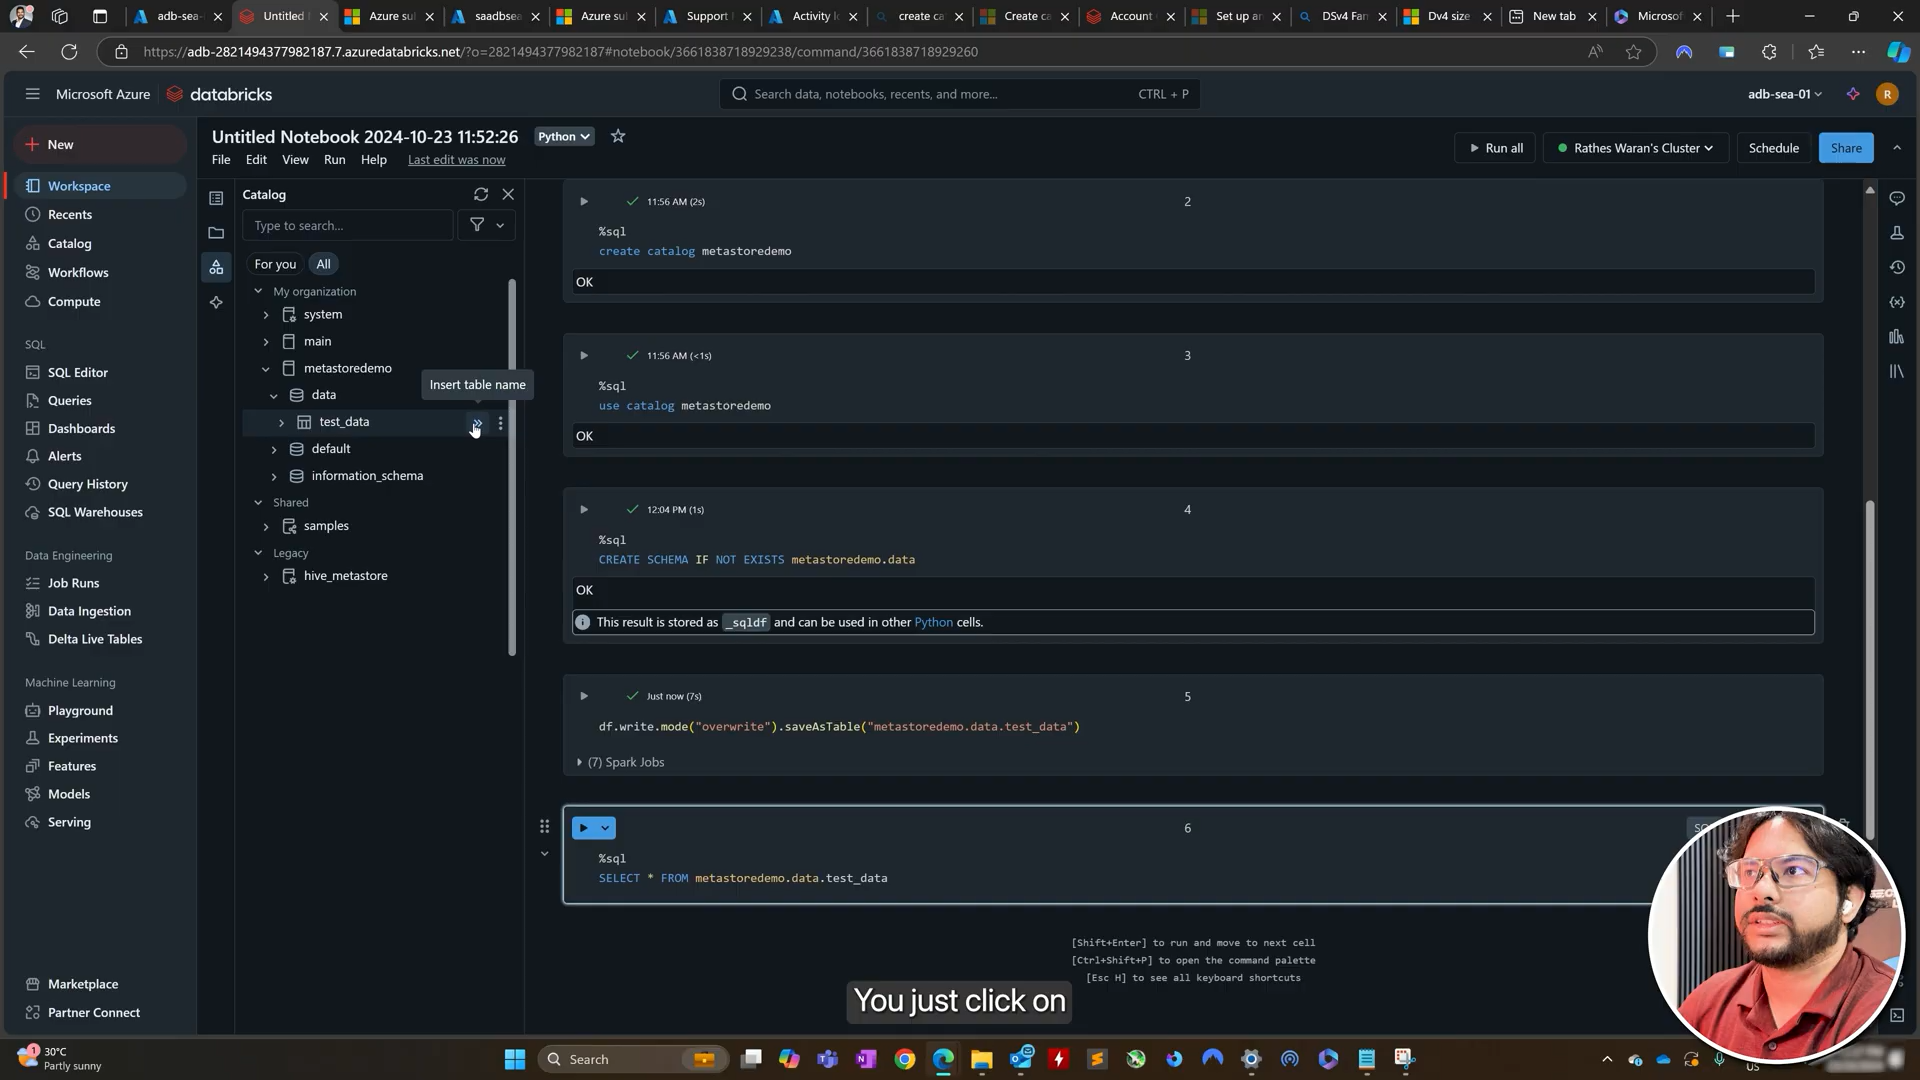 adb-sea-
Untitled N
Azure sul
saadbsea
Azure sul
Support l
Activity lo
create ca
Create ca
Account
Set up an
DSv4 Fan
Dv4 size
New tab
Microsof
https://adb-2821494377982187.7.azuredatabricks.net/?o=2821494377982187#notebook/3661838718929238/command/3661838718929260
Microsoft Azure databricks
Search data, notebooks, recents, and more... CTRL + P
adb-sea-01 R
New
Workspace
Recents
Catalog
Workflows
Compute
SQL
SQL Editor
Queries
Dashboards
Alerts
Query History
SQL Warehouses
Data Engineering
Job Runs
Data Ingestion
Delta Live Tables
Machine Learning
Playground
Experiments
Features
Models
Serving
Marketplace
Partner Connect
Untitled Notebook 2024-10-23 11:52:26 Python
File Edit View Run Help Last edit was now
Run all Rathes Waran's Cluster Schedule Share
Catalog
Type to search...
For you All
My organization
system
main
metastoredemo
Insert table name
data
test_data
default
information_schema
Shared
samples
Legacy
hive_metastore
11:56 AM (2s) 2
%sql
create catalog metastoredemo
OK
11:56 AM (<1s) 3
%sql
use catalog metastoredemo
OK
12:04 PM (1s) 4
%sql
CREATE SCHEMA IF NOT EXISTS metastoredemo.data
OK
This result is stored as _sqldf and can be used in other Python cells.
Just now (7s) 5
df.write.mode("overwrite").saveAsTable("metastoredemo.data.test_data")
(7) Spark Jobs
6
%sql
SELECT * FROM metastoredemo.data.test_data
[Shift+Enter] to run and move to next cell
[Ctrl+Shift+P] to open the command palette
[Esc H] to see all keyboard shortcuts
You just click on
1
30°C
Partly sunny
Search
US